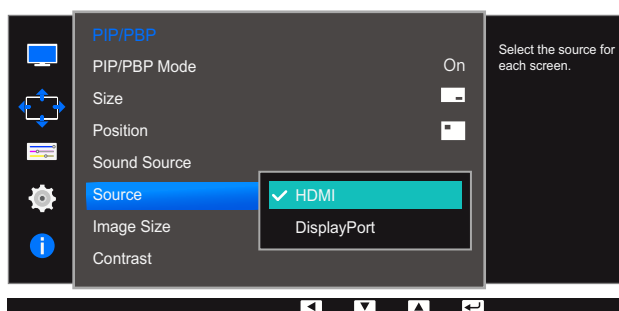 PIP/PBP
PIP/PBP Mode On
Size
Position
Sound Source
Source
HDMI
Image Size
DisplayPort
Contrast
Select the source for
each screen.